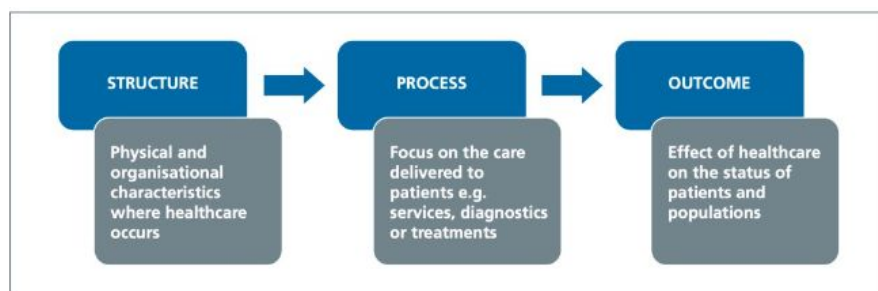 STRUCTURE
Physical and
organisational
characteristics
where healthcare
occurs
PROCESS
Focus on the care
delivered to
patients e.g.
services, diagnostics
or treatments
OUTCOME
Effect of healthcare
on the status of
patients and
populations